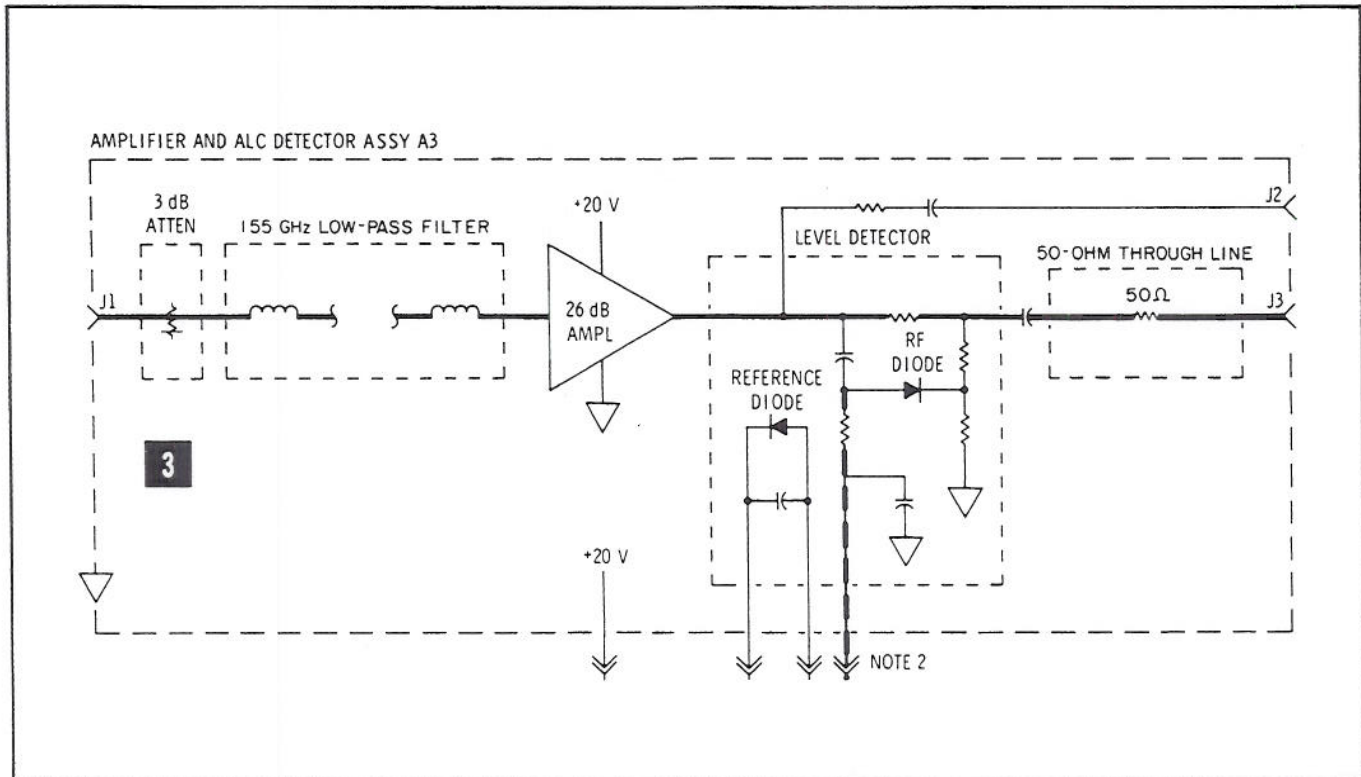 AMPLIFIER AND ALC DETECTOR ASSY A3
3 dB
ATTEN
155 GHz LOW-PASS FILTER
+20 V
J2
LEVEL DETECTOR
50-OHM THROUGH LINE
J1
26 dB
AMPL
50Ω
J3
RF
DIODE
REFERENCE
DIODE
3
+20 V
NOTE 2